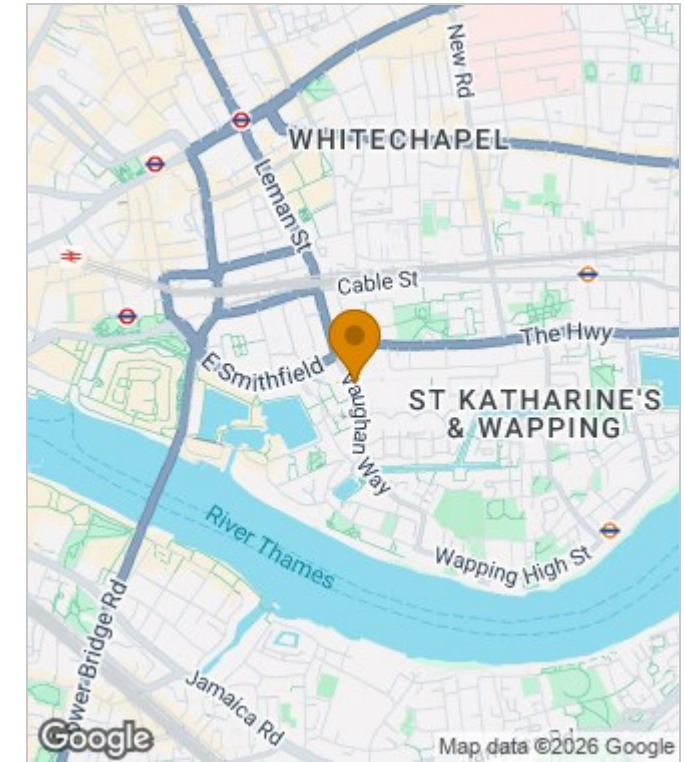 New Rd
WHITECHAPEL
Leman St
Cable St
The Hwy
E Smithfield
Vaughan Way
ST KATHARINE'S
& WAPPING
River Thames
Wapping High St
ower Bridge Rd
Jamaica Rd
Google
Map data ©2026 Google